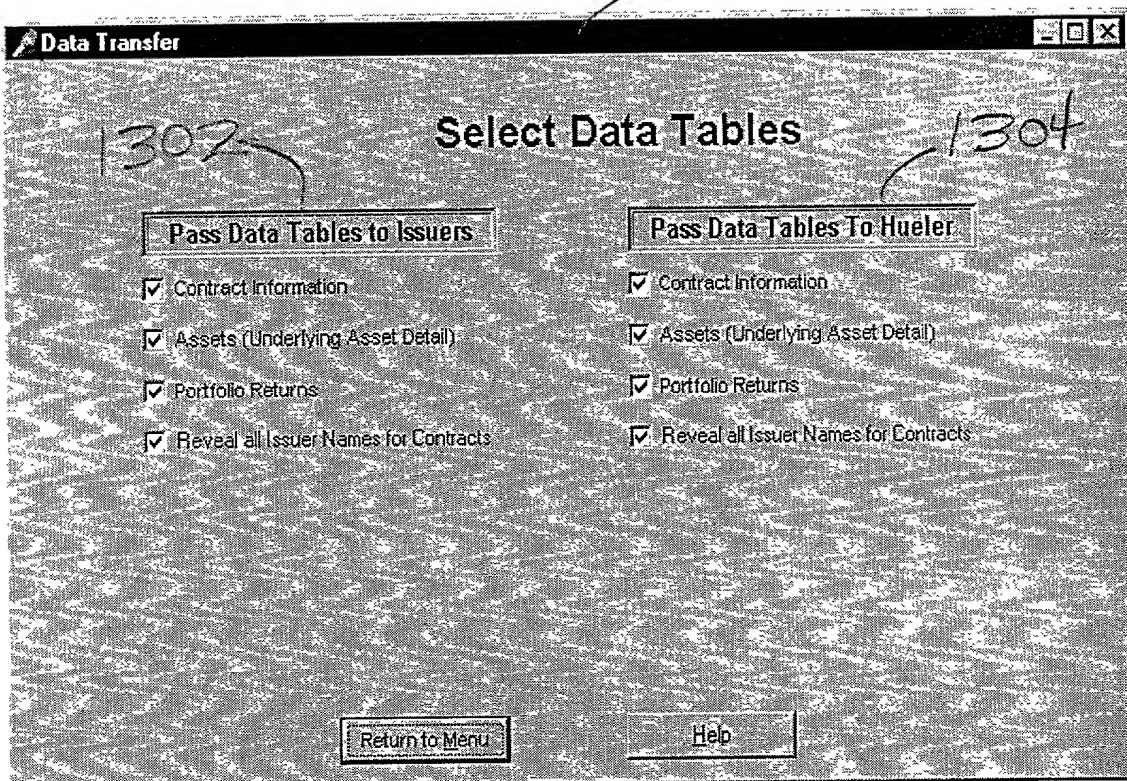 Data Transfer
Select Data Tables
1302
1304
Pass Data Tables to Issuers
Pass Data Tables To Hueler
Contract Information
Contract Information
Assets (Underlying Asset Detail)
Assets (Underlying Asset Detail)
Portfolio Returns
Portfolio Returns
Reveal all Issuer Names for Contracts
Reveal all Issuer Names for Contracts
Return to Menu
Help